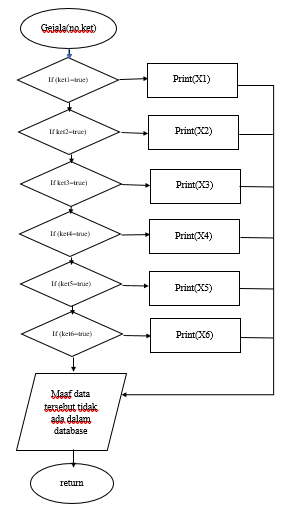 Gejala(no,ket)
If (ket1=true)
Print(X1)
If ket2=true)
Print(X2)
If ket3=true)
Print(X3)
If (ket4=true)
Print(X4)
If (ket5=true)
Print(X5)
If (ket6=true)
Print(X6)
Maaf data
tersebut tidak
ada dalam
database
return